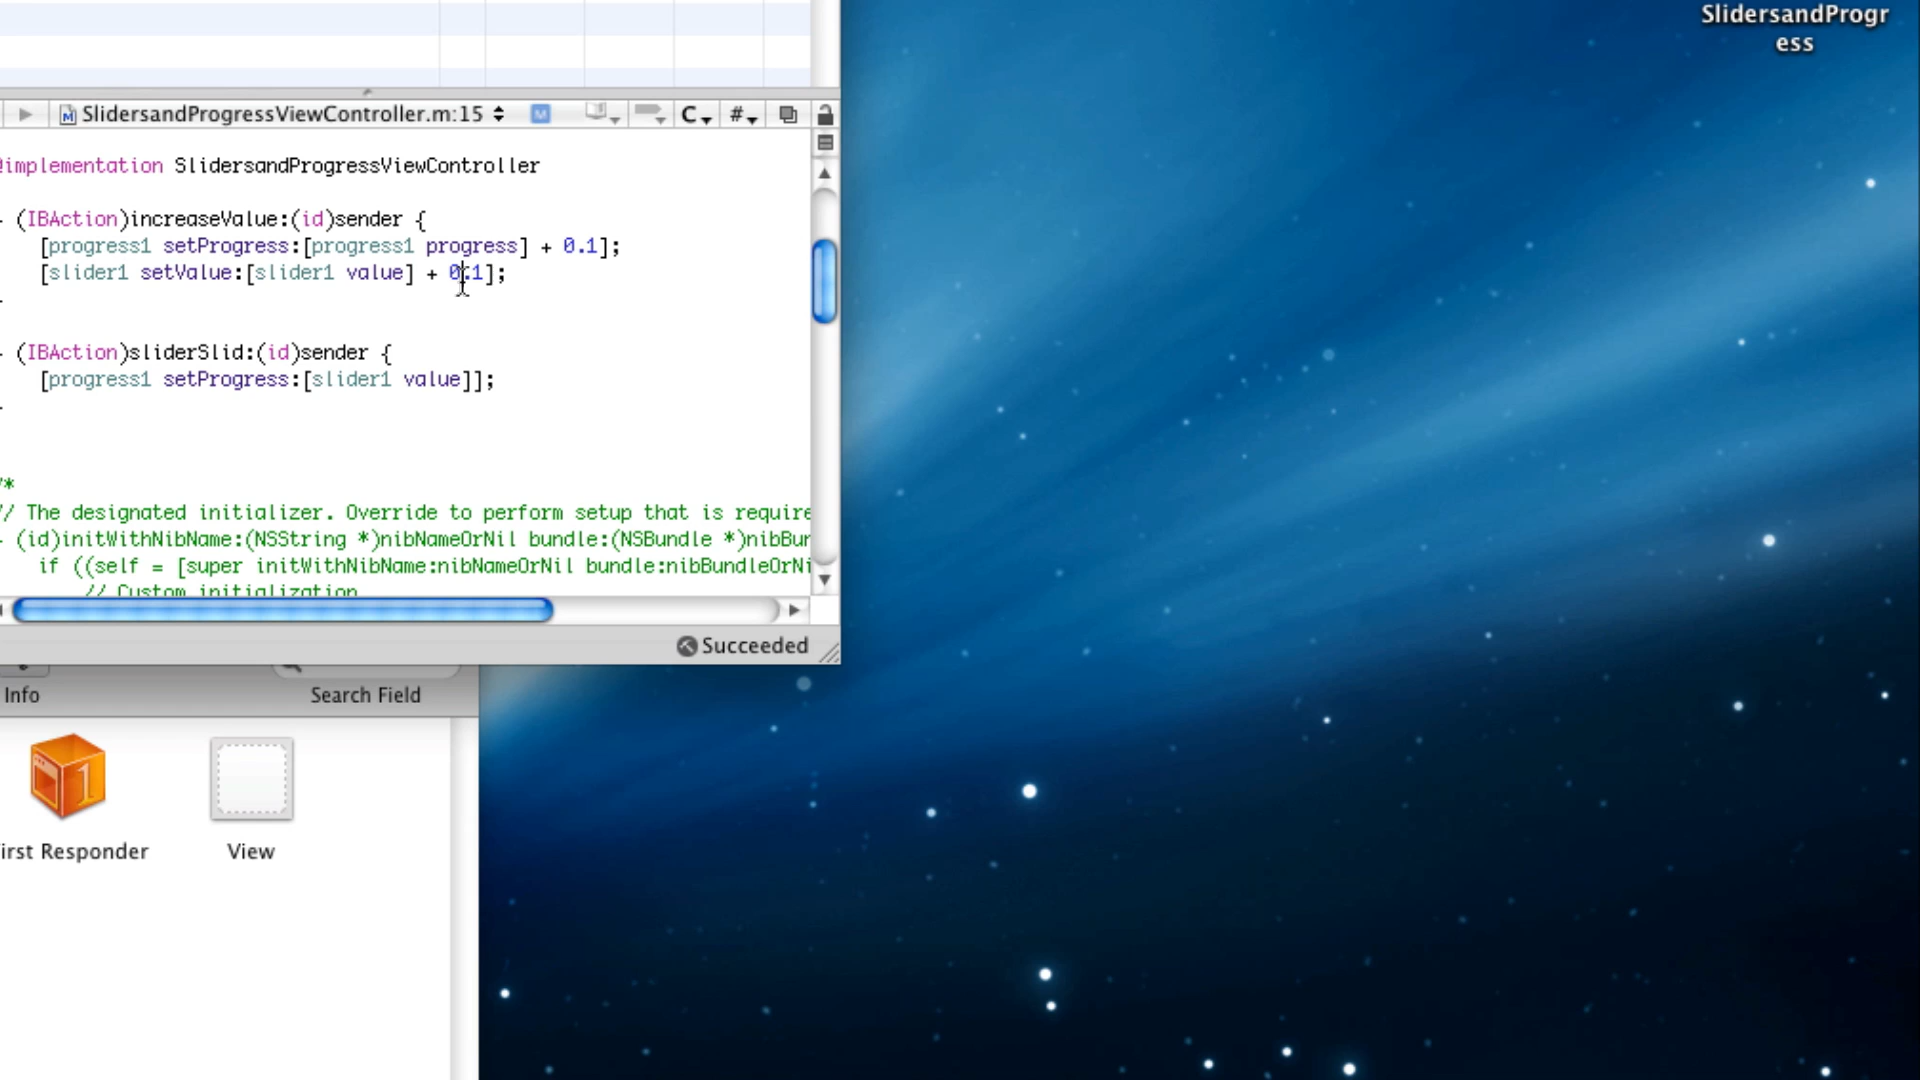 SlidersandProgr
ess
SlidersandProgressViewController.m:15 M C #
@implementation SlidersandProgressViewController
- (IBAction)increaseValue:(id)sender {
[progress1 setProgress:[progress1 progress] + 0.1];
[slider1 setValue:[slider1 value] + 0.1];
- (IBAction)sliderSlid:(id)sender {
[progress1 setProgress:[slider1 value]];
/*
// The designated initializer. Override to perform setup that is require
- (id)initWithNibName:(NSString *)nibNameOrNil bundle:(NSBundle *)nibBun
if ((self = [super initWithNibName:nibNameOrNil bundle:nibBundleOrNi
// Custom initialization
Succeeded
Info Search Field
irst Responder View